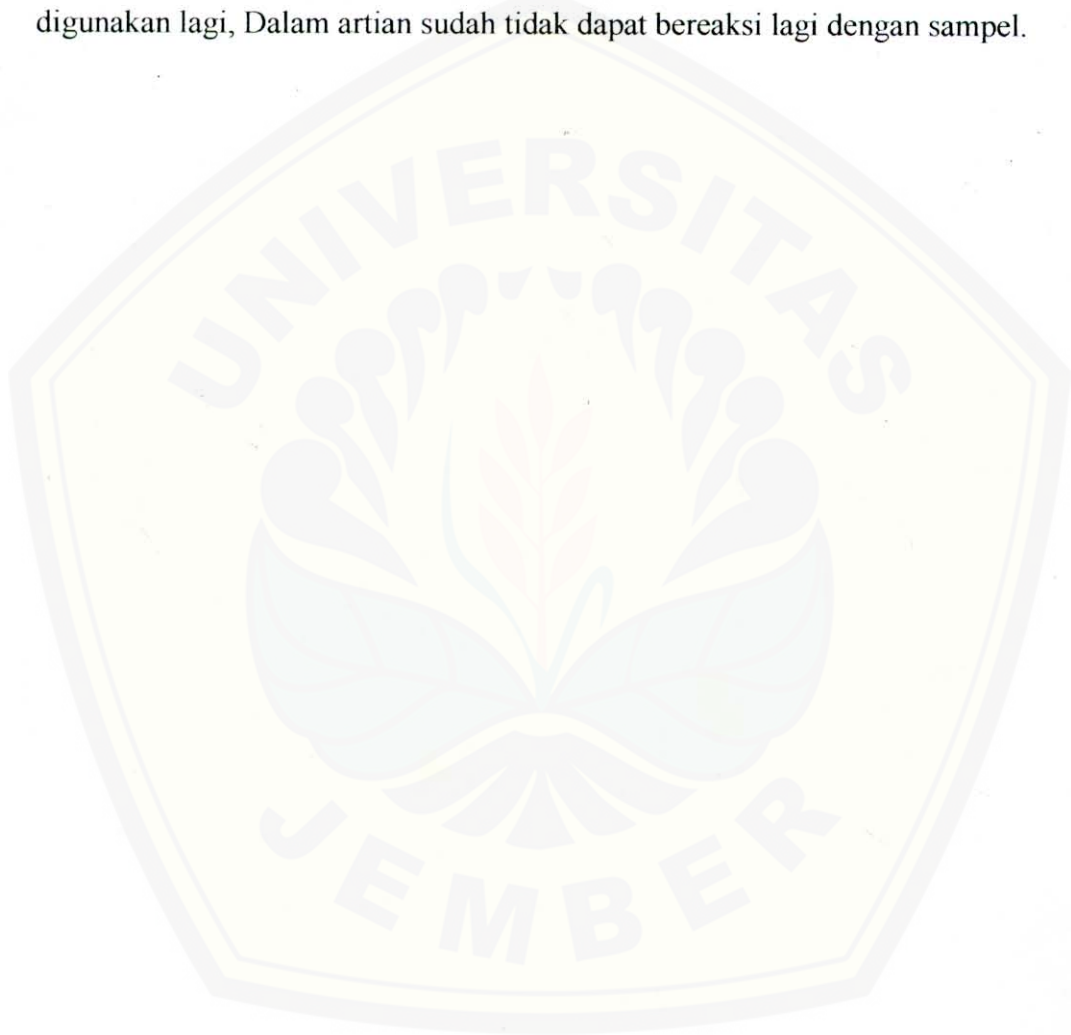 digunakan lagi, Dalam artian sudah tidak dapat bereaksi lagi dengan sampel.
UNIVERSITAS
JEMBER